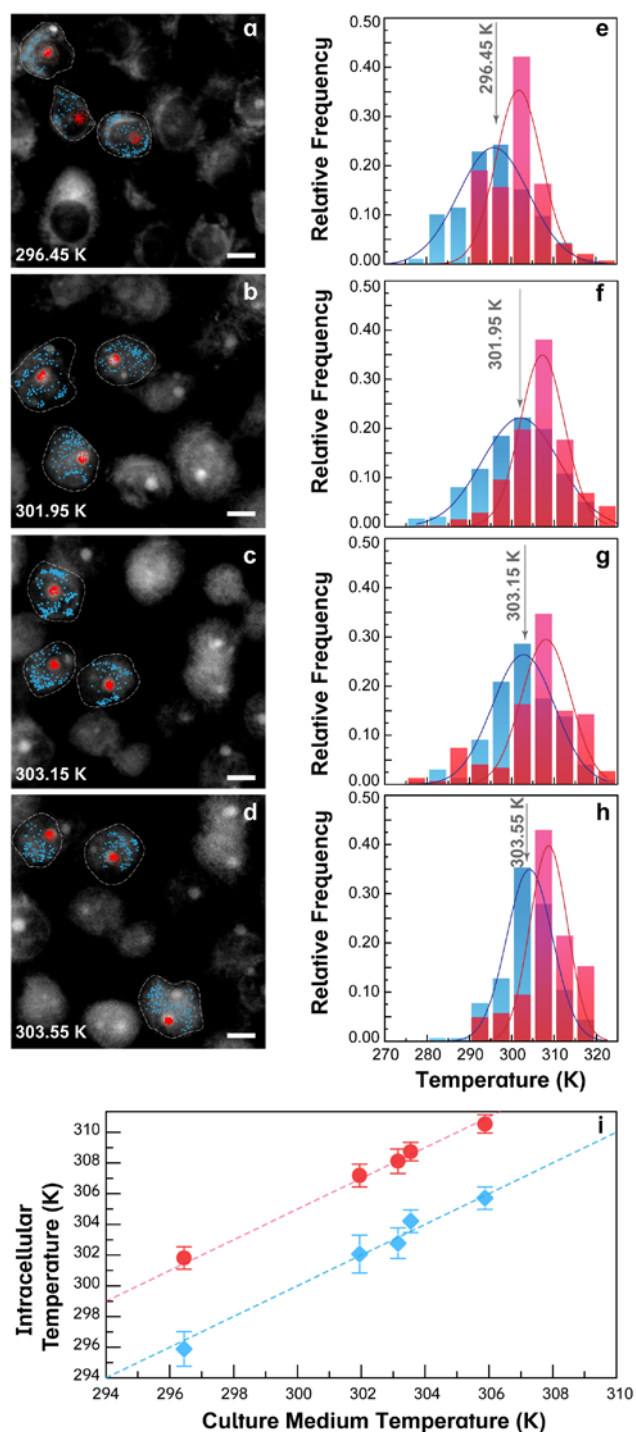 a
296.45 K
0.50
0.40
0.30
0.20
0.10
0.00
Relative Frequency
296.45 K
e
b
301.95 K
0.50
0.40
0.30
0.20
0.10
0.00
Relative Frequency
301.95 K
f
c
303.15 K
0.50
0.40
0.30
0.20
0.10
0.00
Relative Frequency
303.15 K
g
d
303.55 K
0.50
0.40
0.30
0.20
0.10
0.00
Relative Frequency
303.55 K
h
270 280 290 300 310 320
Temperature (K)
i
310
308
306
304
302
300
298
296
294
Intracellular
Temperature (K)
294 296 298 300 302 304 306 308 310
Culture Medium Temperature (K)